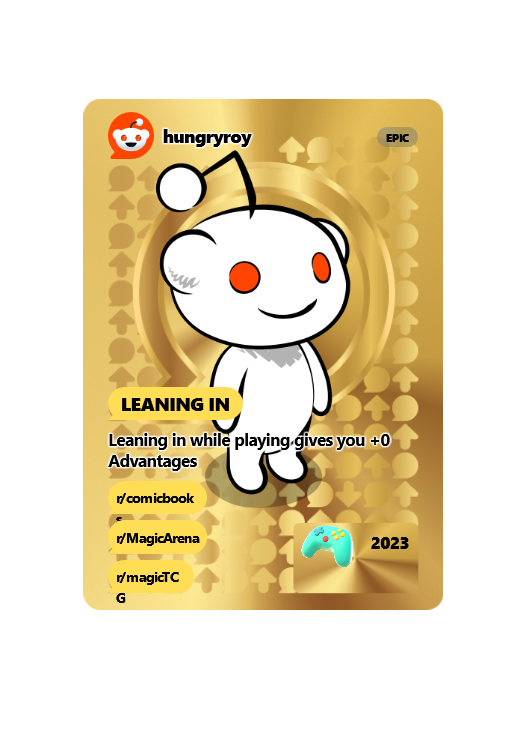 hungryroy
EPIC
LEANING IN
Leaning in while playing gives you +0
Advantages
r/comicbook
s
r/MagicArena
r/magicTC
G
2023